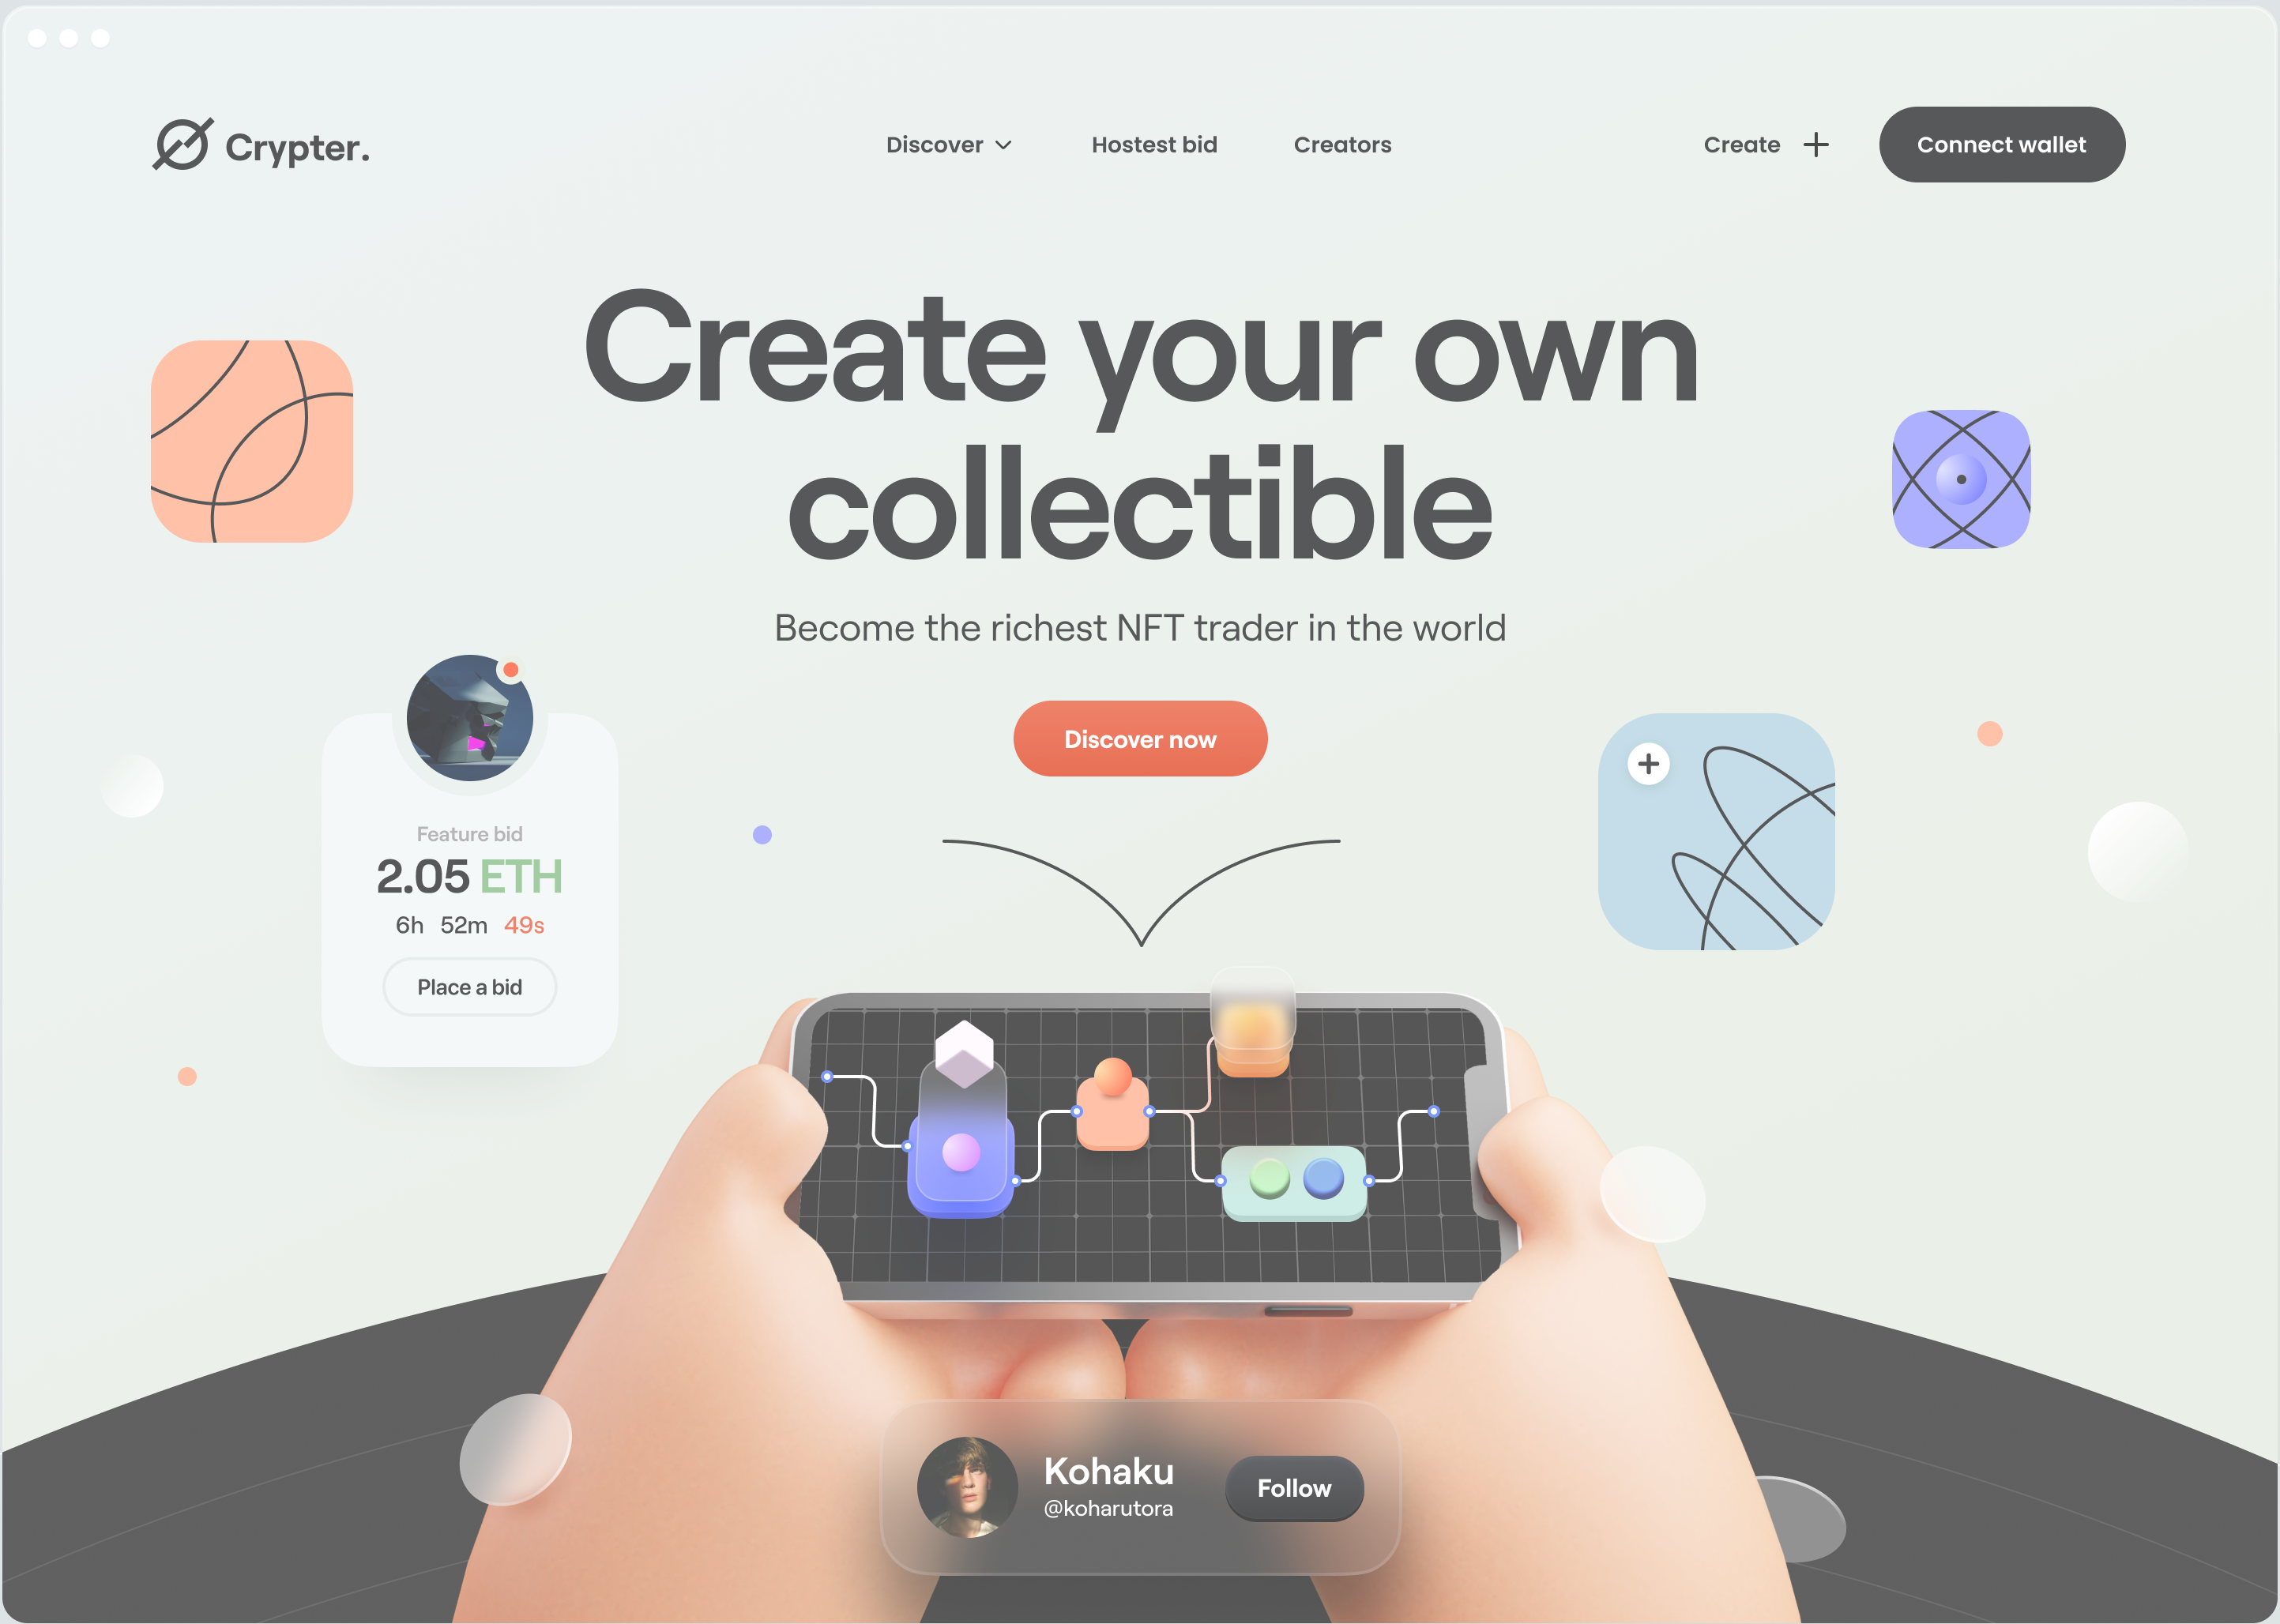 Crypter.
Discover
Hostest bid
Creators
Create
Connect wallet
Create your own
collectible
Become the richest NFT trader in the world
Discover now
Feature bid
2.05 ETH
6h 52m 49s
Place a bid
Kohaku
@koharutora
Follow